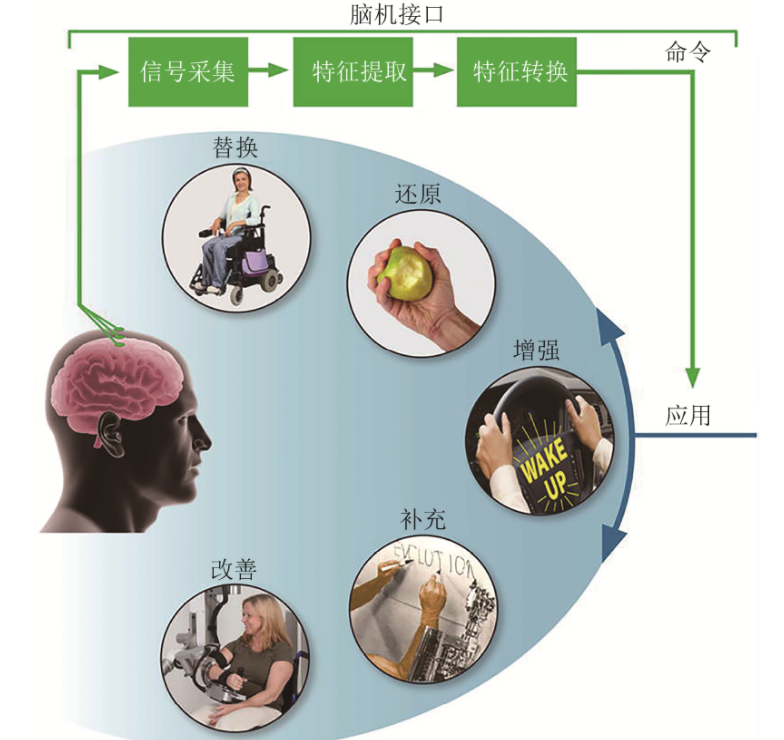 脑机接口
信号采集
特征提取
特征转换
命令
替换
还原
增强
WAKE
UP
应用
补充
EVOLUTION
改善